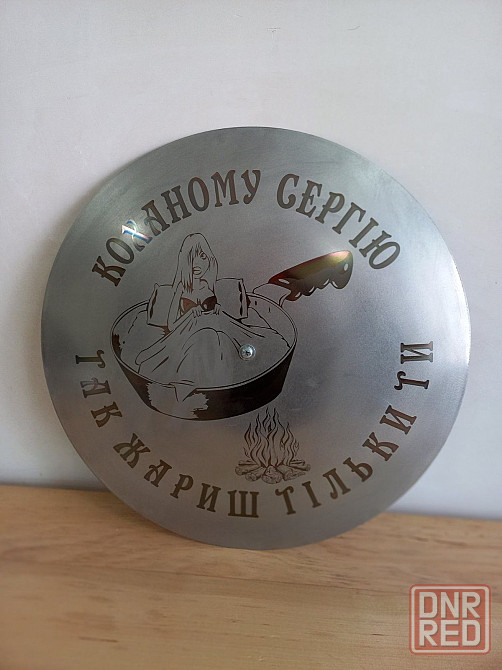 КОХАНОМУ СЕРГІЮ
ТАК ЖАРИШ ТІЛЬКИ ТИ
DNR
RED